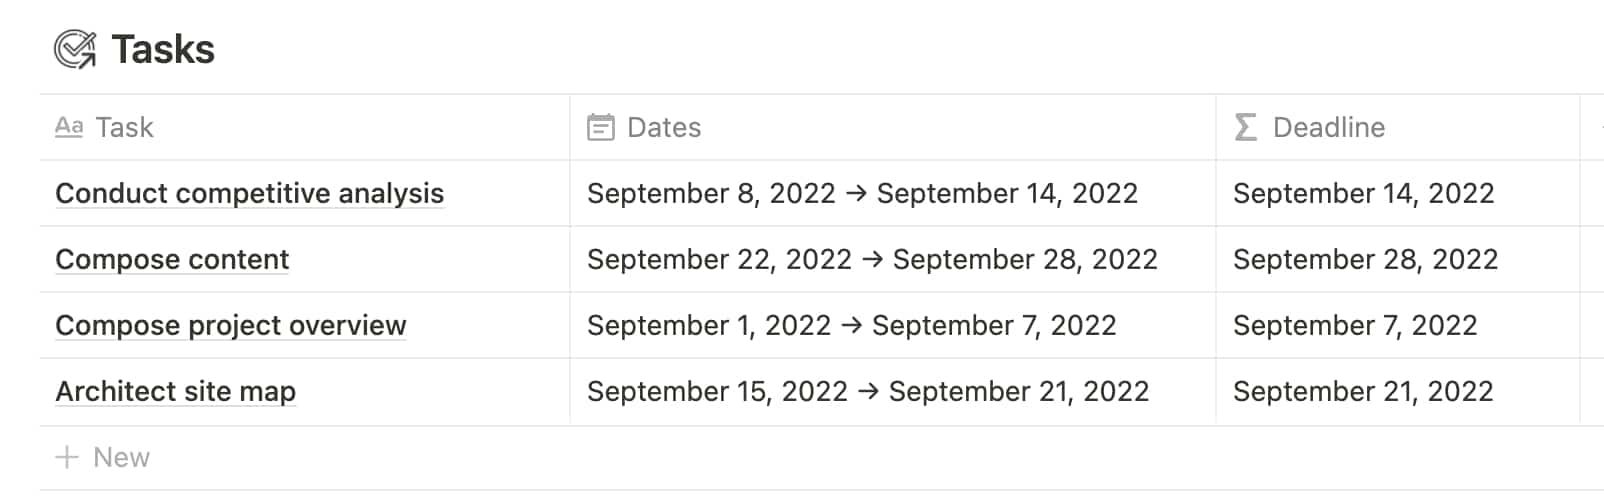 Tasks
Aa Task Dates Σ Deadline
Conduct competitive analysis September 8, 2022 → September 14, 2022 September 14, 2022
Compose content September 22, 2022 → September 28, 2022 September 28, 2022
Compose project overview September 1, 2022 → September 7, 2022 September 7, 2022
Architect site map September 15, 2022 → September 21, 2022 September 21, 2022
+ New